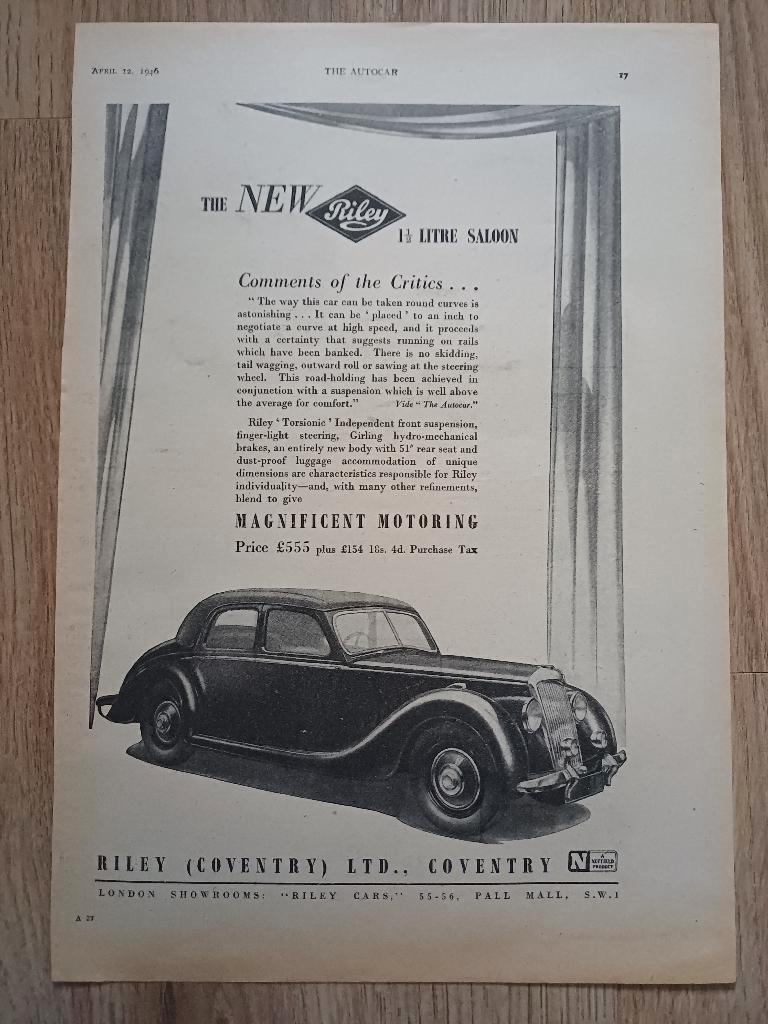 APRIL 12, 1946 THE AUTOCAR 17
THE NEW Riley
1½ LITRE SALOON
Comments of the Critics . . .
“ The way this car can be taken round curves is
astonishing . . . It can be ‘ placed ’ to an inch to
negotiate a curve at high speed, and it proceeds
with a certainty that suggests running on rails
which have been banked. There is no skidding,
tail wagging, outward roll or sawing at the steering
wheel. This road-holding has been achieved in
conjunction with a suspension which is well above
the average for comfort.” Vide “ The Autocar.”
Riley ‘ Torsionic ’ Independent front suspension,
finger-light steering, Girling hydro-mechanical
brakes, an entirely new body with 51″ rear seat and
dust-proof luggage accommodation of unique
dimensions are characteristics responsible for Riley
individuality—and, with many other refinements,
blend to give
MAGNIFICENT MOTORING
Price £555 plus £154 18s. 4d. Purchase Tax
RILEY (COVENTRY) LTD., COVENTRY
N A NUFFIELD PRODUCT
LONDON SHOWROOMS: “RILEY CARS,” 55-56, PALL MALL, S.W.1
A 27